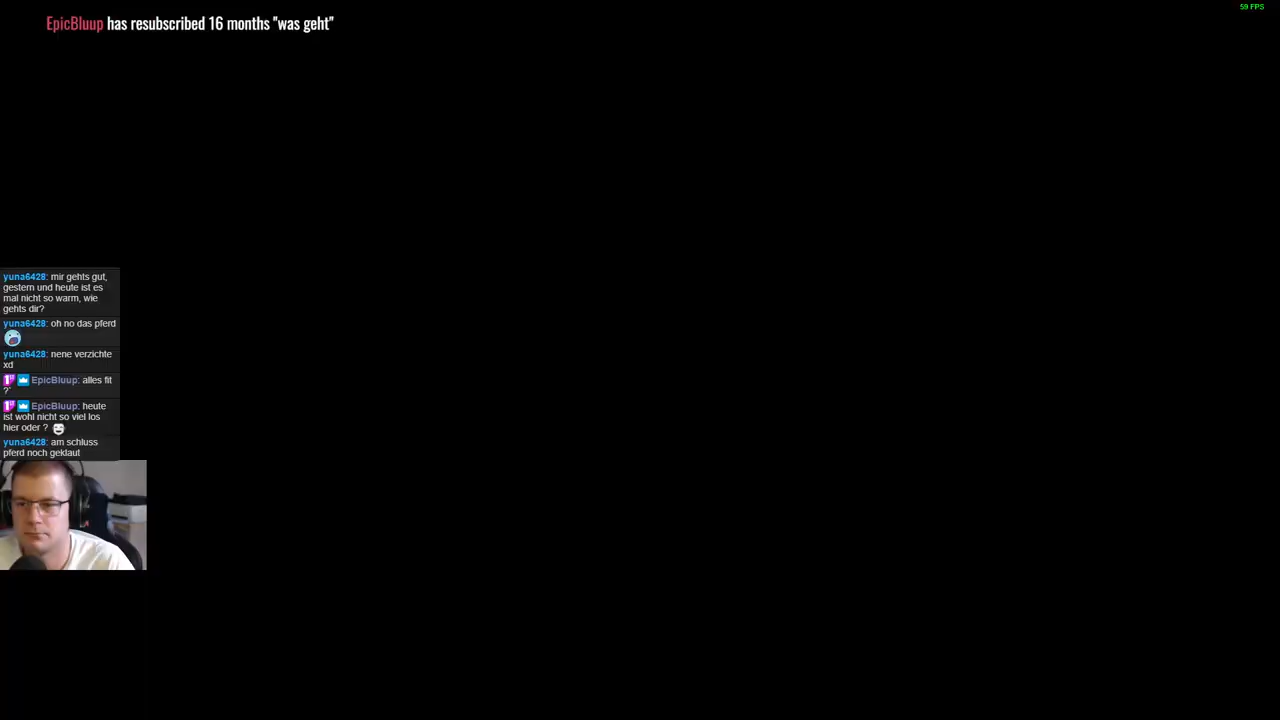 EpicBluup has resubscribed 16 months "was geht"
59 FPS
yuna6428: mir gehts gut,
gestern und heute ist es
mal nicht so warm, wie
gehts dir?
yuna6428: oh no das pferd
yuna6428: nene verzichte
xd
EpicBluup: alles fit
?'
EpicBluup: heute
ist wohl nicht so viel los
hier oder ?
yuna6428: am schluss
pferd noch geklaut